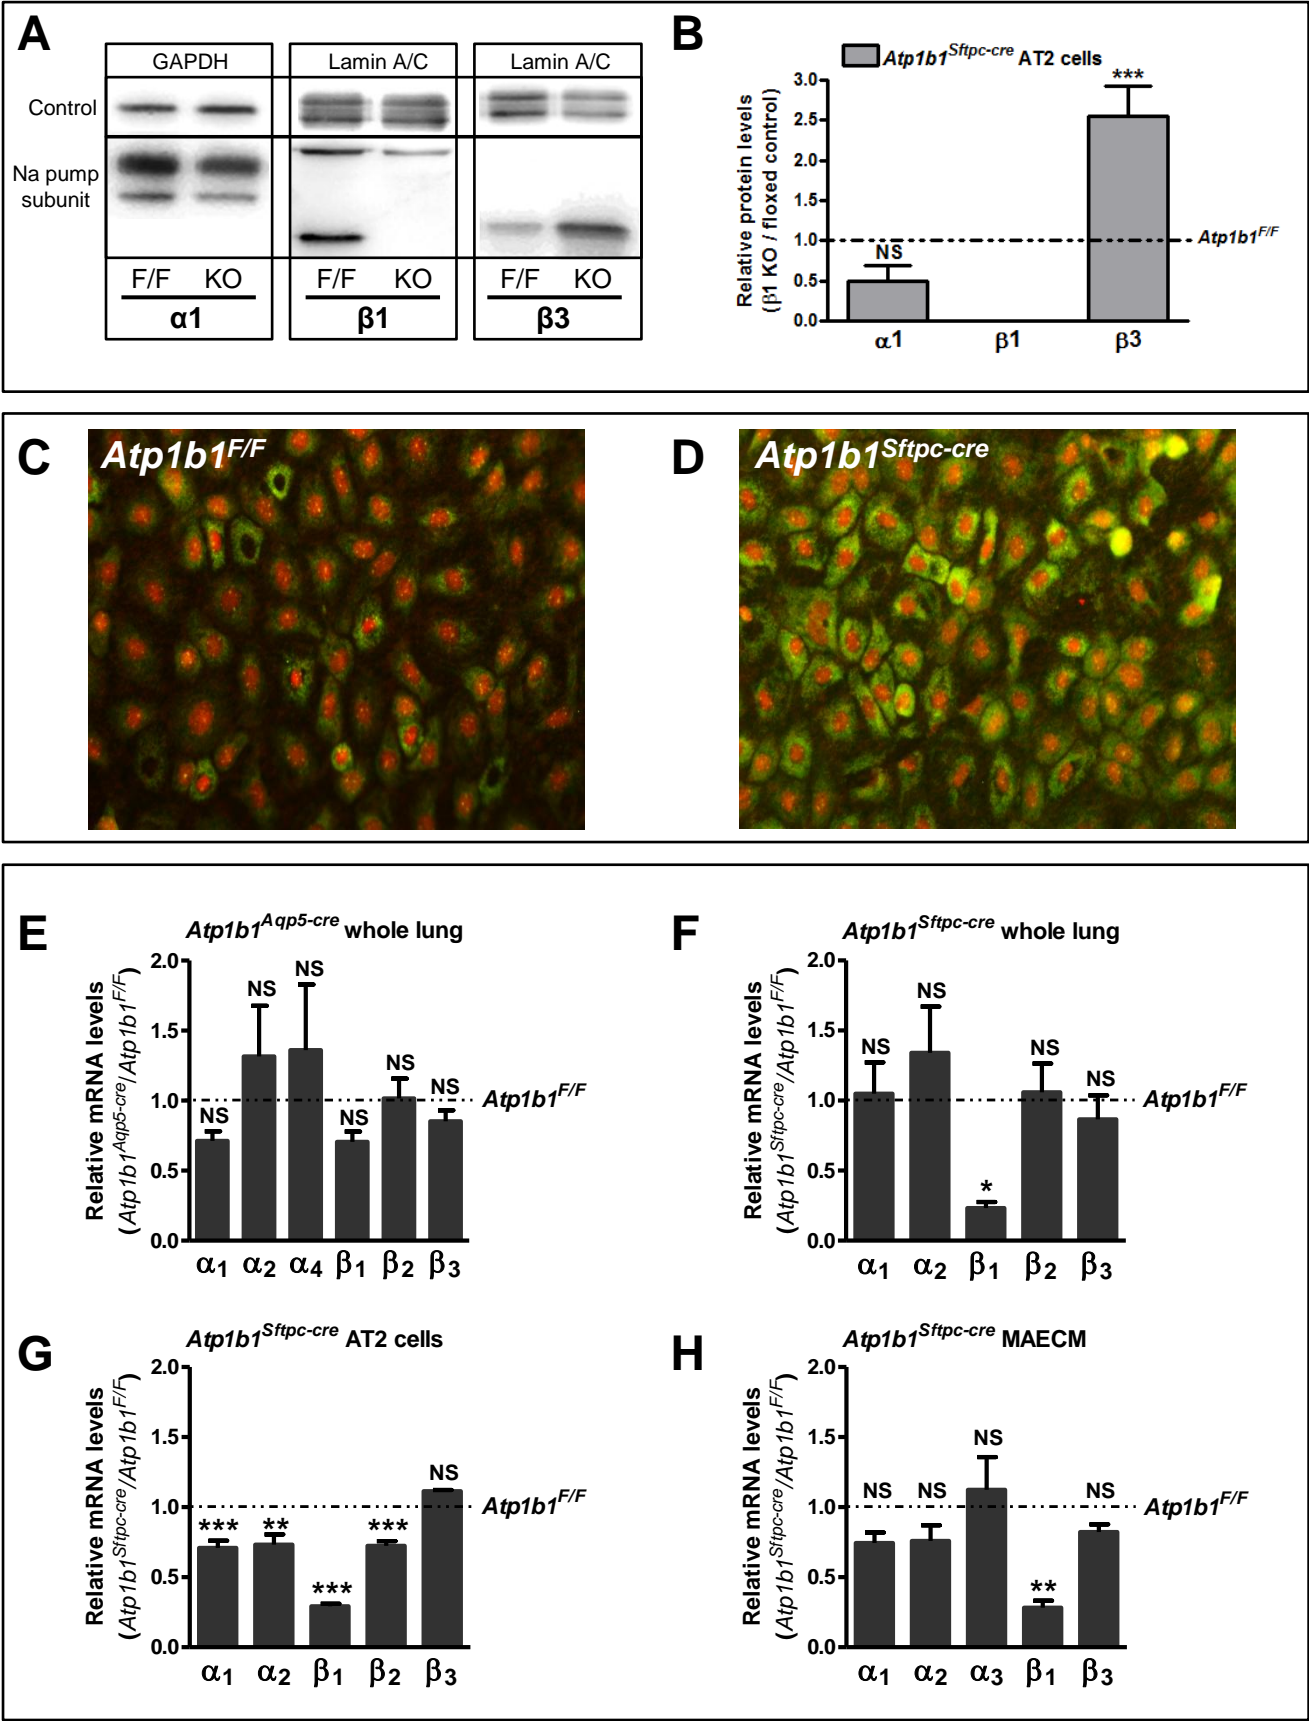 A
GAPDH Lamin A/C Lamin A/C
Control
Na pump
subunit
F/F KO F/F KO F/F KO
α1 β1 β3
B
Atp1b1Sftpc-cre AT2 cells
Relative protein levels
(β1 KO / floxed control)
3.0
2.5
2.0
1.5
1.0
0.5
0.0
***
NS
Atp1b1F/F
α1 β1 β3
C
Atp1b1F/F
D
Atp1b1Sftpc-cre
E
Atp1b1Aqp5-cre whole lung
Relative mRNA levels
(Atp1b1Aqp5-cre/Atp1b1F/F)
2.0
1.5
1.0
0.5
0.0
NS NS NS NS NS NS
Atp1b1F/F
α1 α2 α4 β1 β2 β3
F
Atp1b1Sftpc-cre whole lung
Relative mRNA levels
(Atp1b1Sftpc-cre/Atp1b1F/F)
2.0
1.5
1.0
0.5
0.0
NS NS * NS NS
Atp1b1F/F
α1 α2 β1 β2 β3
G
Atp1b1Sftpc-cre AT2 cells
Relative mRNA levels
(Atp1b1Sftpc-cre/Atp1b1F/F)
2.0
1.5
1.0
0.5
0.0
*** ** *** *** NS
Atp1b1F/F
α1 α2 β1 β2 β3
H
Atp1b1Sftpc-cre MAECM
Relative mRNA levels
(Atp1b1Sftpc-cre/Atp1b1F/F)
2.0
1.5
1.0
0.5
0.0
NS NS NS ** NS
Atp1b1F/F
α1 α2 α3 β1 β3